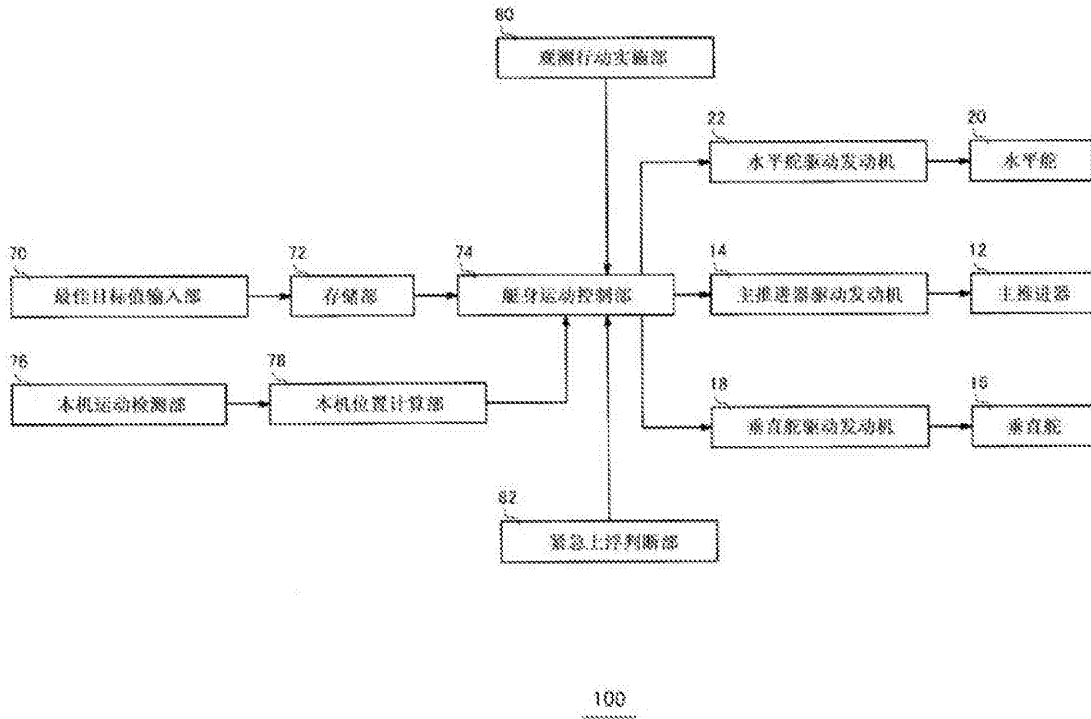 80
观测行动实施部
22
水平舵驱动发动机
20
水平舵
70
最佳目标值输入部
72
存储部
74
艇身运动控制部
14
主推进器驱动发动机
12
主推进器
76
本机运动检测部
78
本机位置计算部
18
垂直舵驱动发动机
16
垂直舵
82
紧急上浮判断部
100